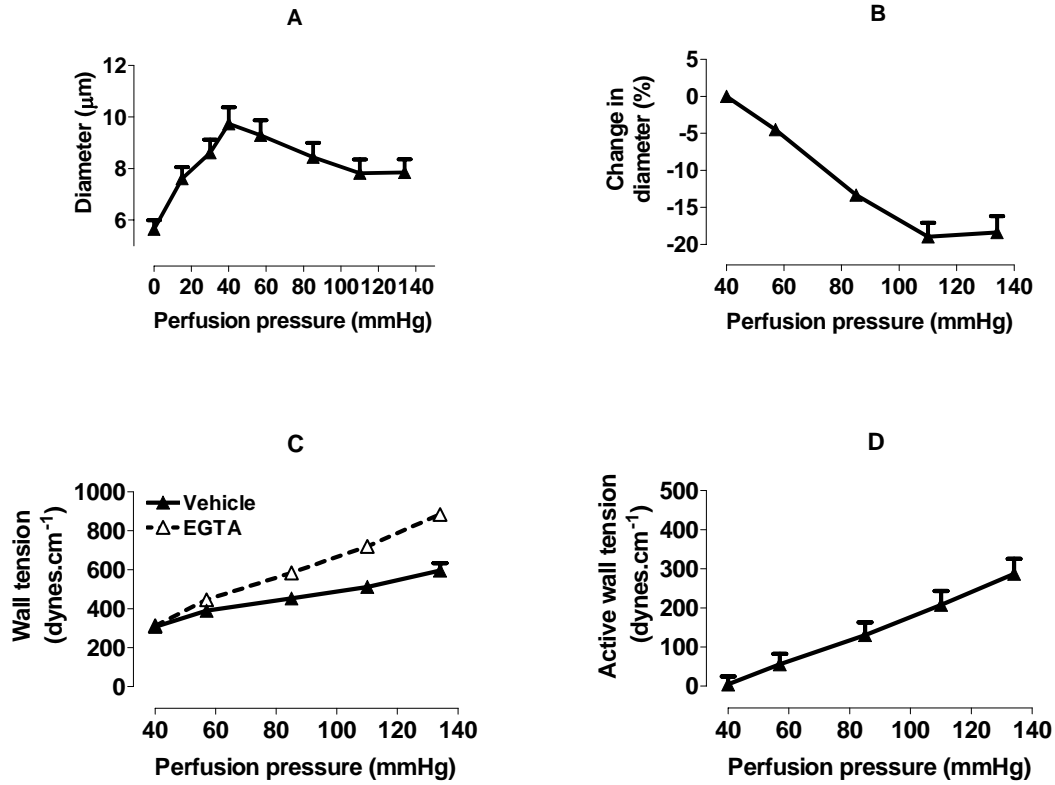 A
Diameter (μm)
12
10
8
6
0 20 40 60 80 100 120 140
Perfusion pressure (mmHg)
B
Change in
diameter (%)
5
0
-5
-10
-15
-20
40 60 80 100 120 140
Perfusion pressure (mmHg)
C
Wall tension
(dynes.cm⁻¹)
1000
800
600
400
200
0
Vehicle
EGTA
40 60 80 100 120 140
Perfusion pressure (mmHg)
D
Active wall tension
(dynes.cm⁻¹)
500
400
300
200
100
0
40 60 80 100 120 140
Perfusion pressure (mmHg)